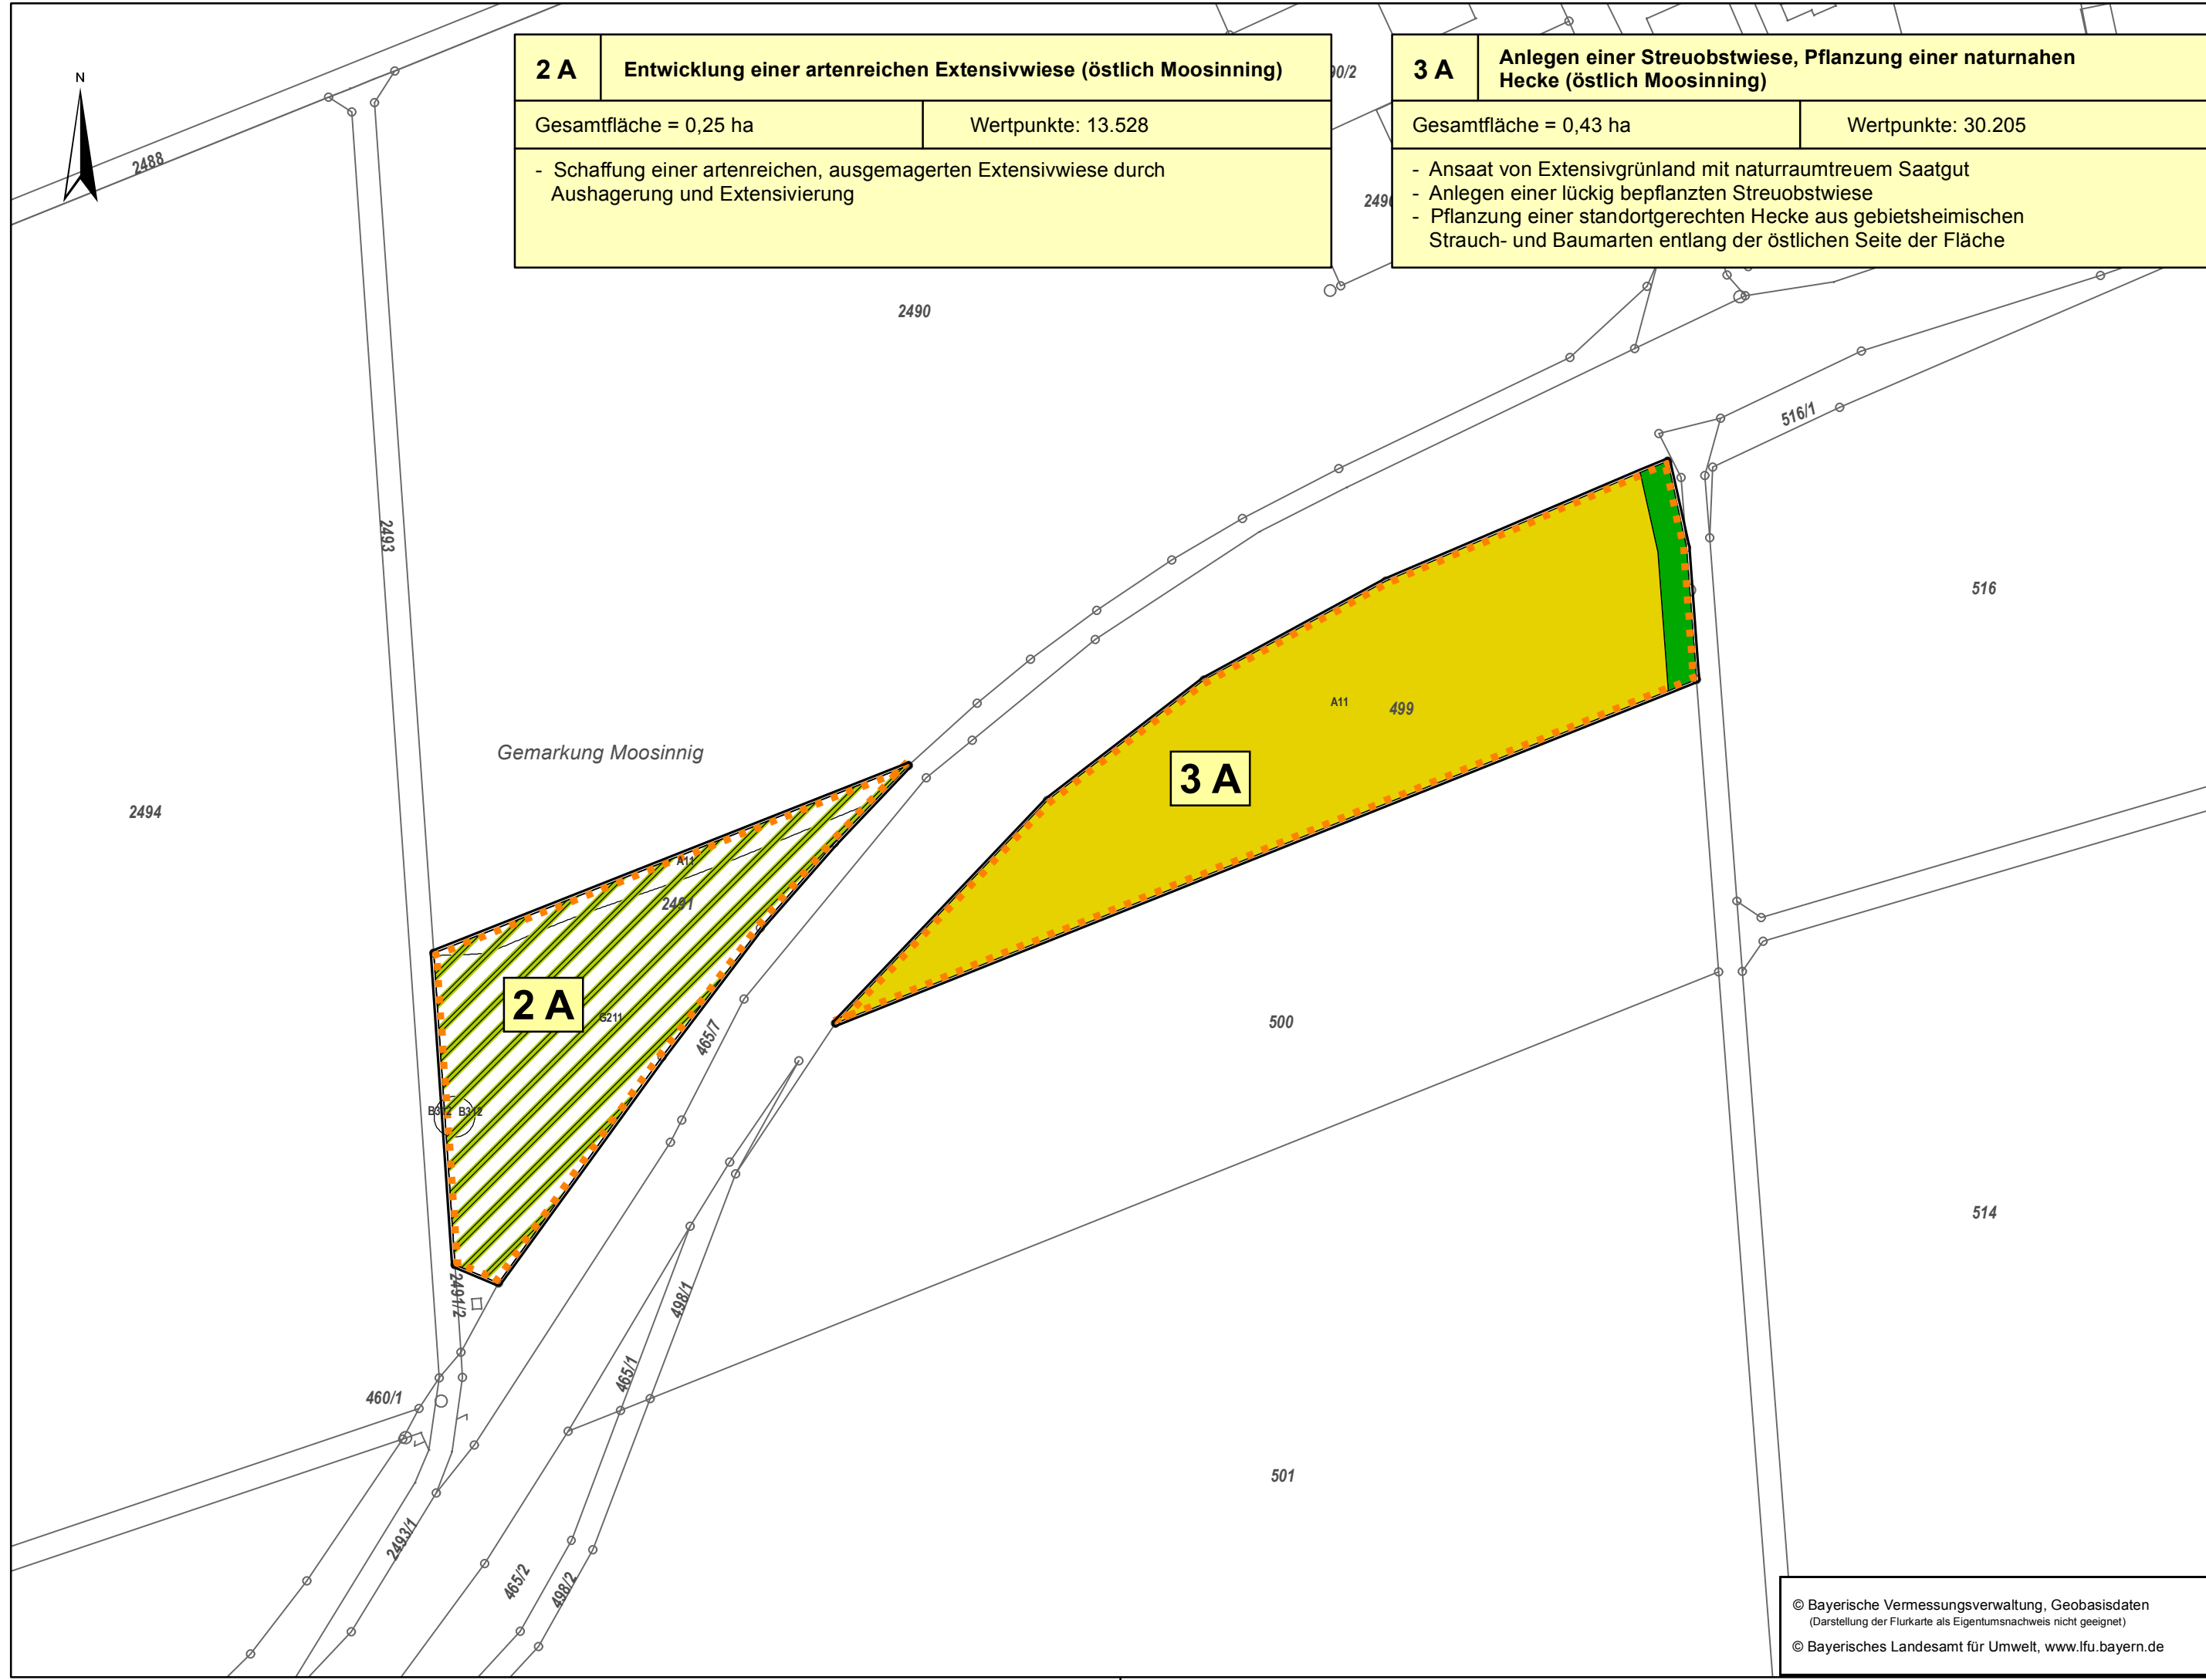 N
2 A
Entwicklung einer artenreichen Extensivwiese (östlich Moosinning)
Gesamtfläche = 0,25 ha
Wertpunkte: 13.528
- Schaffung einer artenreichen, ausgemagerten Extensivwiese durch
Aushagerung und Extensivierung
3 A
Anlegen einer Streuobstwiese, Pflanzung einer naturnahen
Hecke (östlich Moosinning)
Gesamtfläche = 0,43 ha
Wertpunkte: 30.205
- Ansaat von Extensivgrünland mit naturraumtreuem Saatgut
- Anlegen einer lückig bepflanzten Streuobstwiese
- Pflanzung einer standortgerechten Hecke aus gebietsheimischen
Strauch- und Baumarten entlang der östlichen Seite der Fläche
90/2
2488
2490
2490
516/1
2493
516
A11
499
Gemarkung Moosinnig
3 A
2494
A11
2491
2 A
G211
465/7
500
B312
B312
514
2491/2
498/1
465/1
460/1
501
2493/1
465/2
498/2
© Bayerische Vermessungsverwaltung, Geobasisdaten
(Darstellung der Flurkarte als Eigentumsnachweis nicht geeignet)
© Bayerisches Landesamt für Umwelt, www.lfu.bayern.de